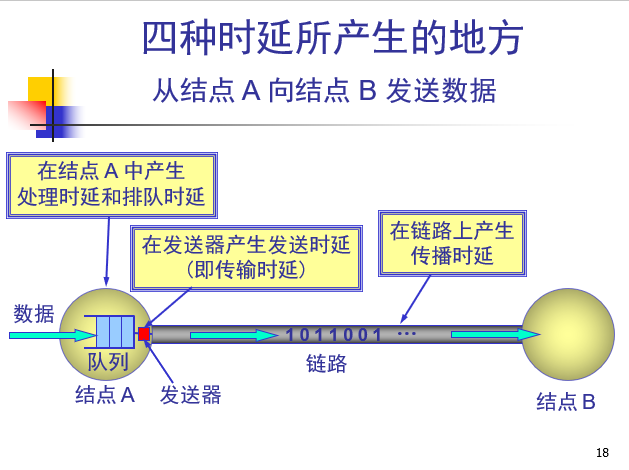 四种时延所产生的地方
从结点 A 向结点 B 发送数据
在结点 A 中产生
处理时延和排队时延
在发送器产生发送时延
（即传输时延）
在链路上产生
传播时延
数据
1 0 1 1 0 0 1 …
队列
链路
结点 A
发送器
结点 B
18